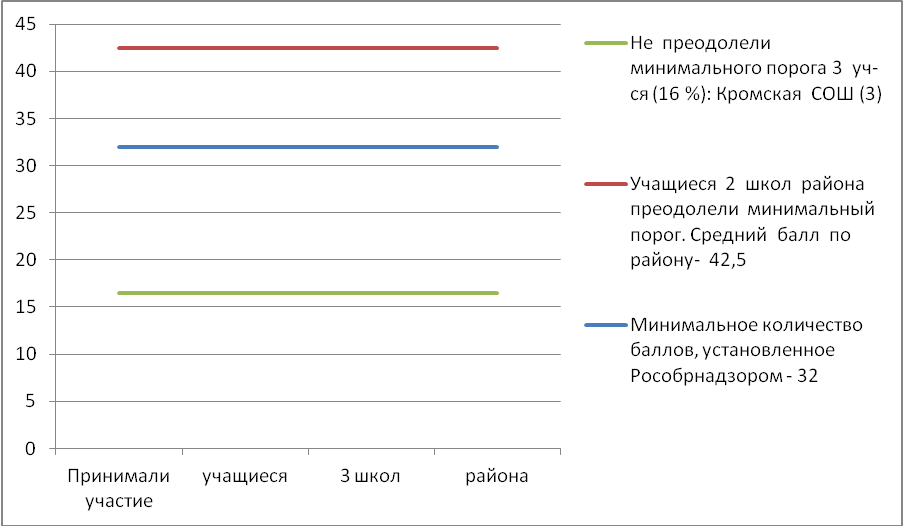 45
40
35
30
25
20
15
10
5
0
Принимали
участие
учащиеся
3 школ
района
Не преодолели
минимального порога 3 уч-
ся (16 %): Кромская СОШ (3)
Учащиеся 2 школ района
преодолели минимальный
порог. Средний балл по
району- 42,5
Минимальное количество
баллов, установленное
Рособрнадзором - 32